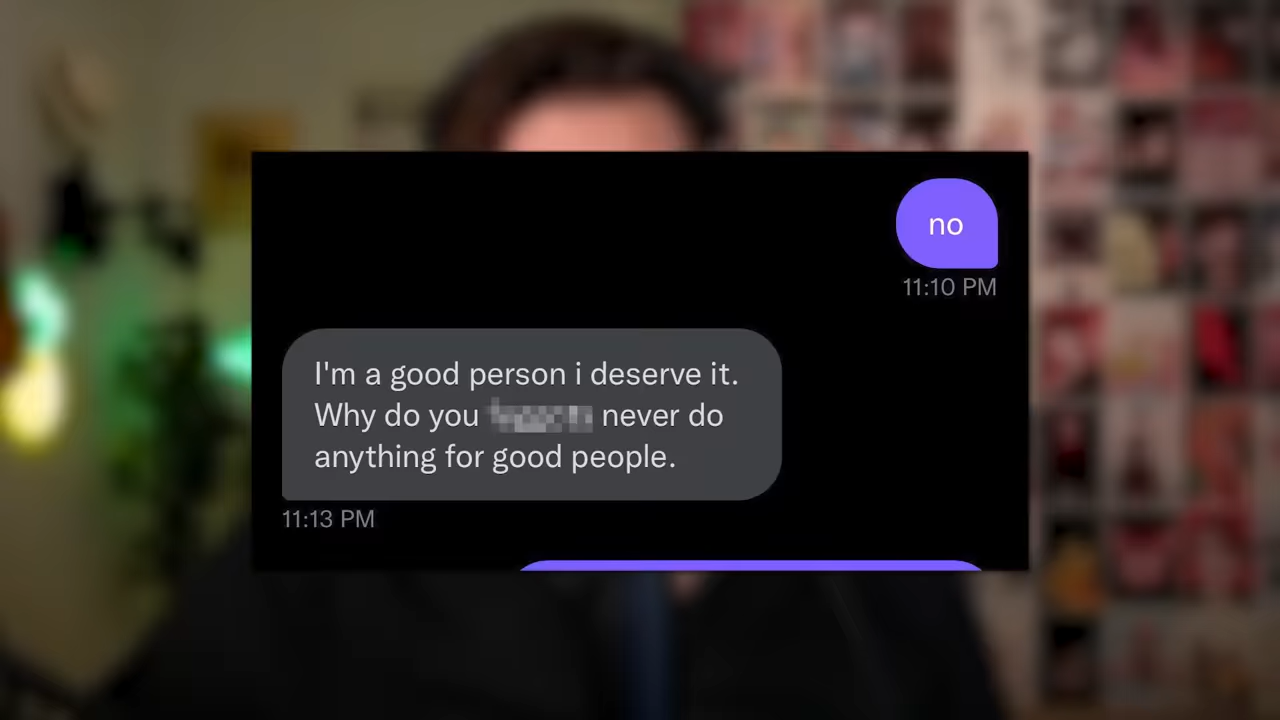 no
11:10 PM
I'm a good person i deserve it.
Why do you never do
anything for good people.
11:13 PM